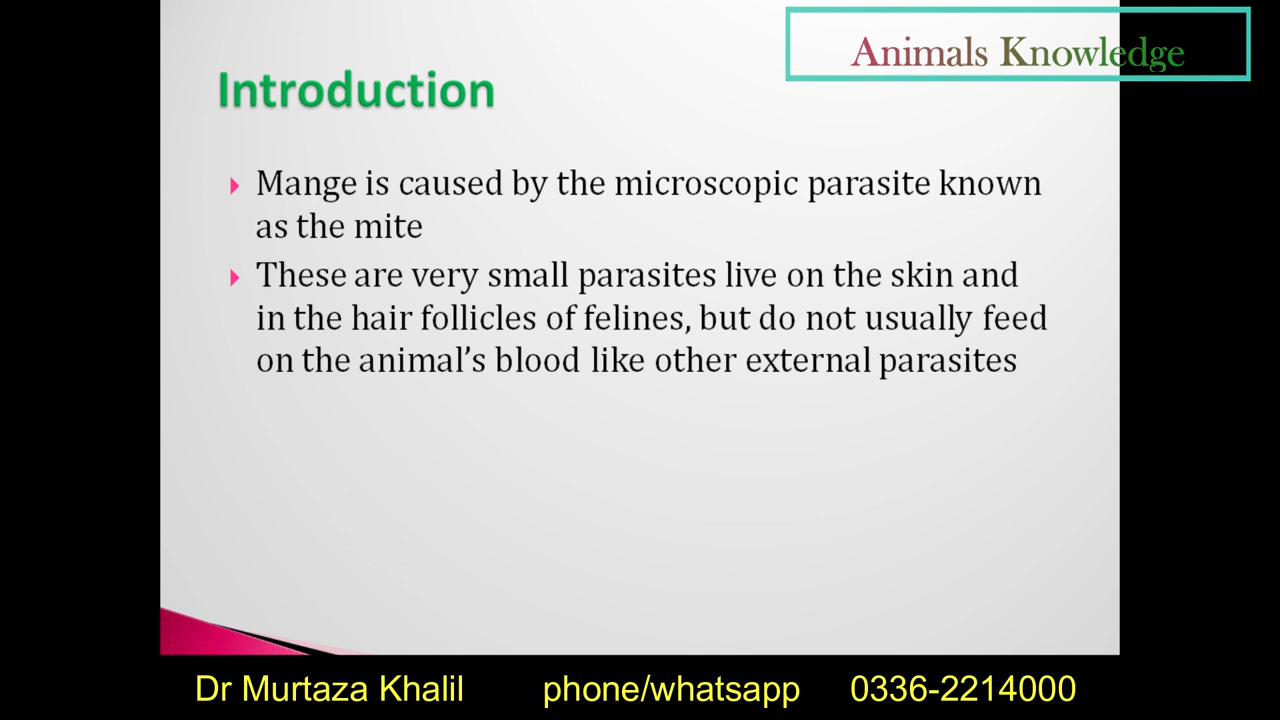 Animals Knowledge
Introduction
Mange is caused by the microscopic parasite known
as the mite
These are very small parasites live on the skin and
in the hair follicles of felines, but do not usually feed
on the animal’s blood like other external parasites
Dr Murtaza Khalil phone/whatsapp 0336-2214000